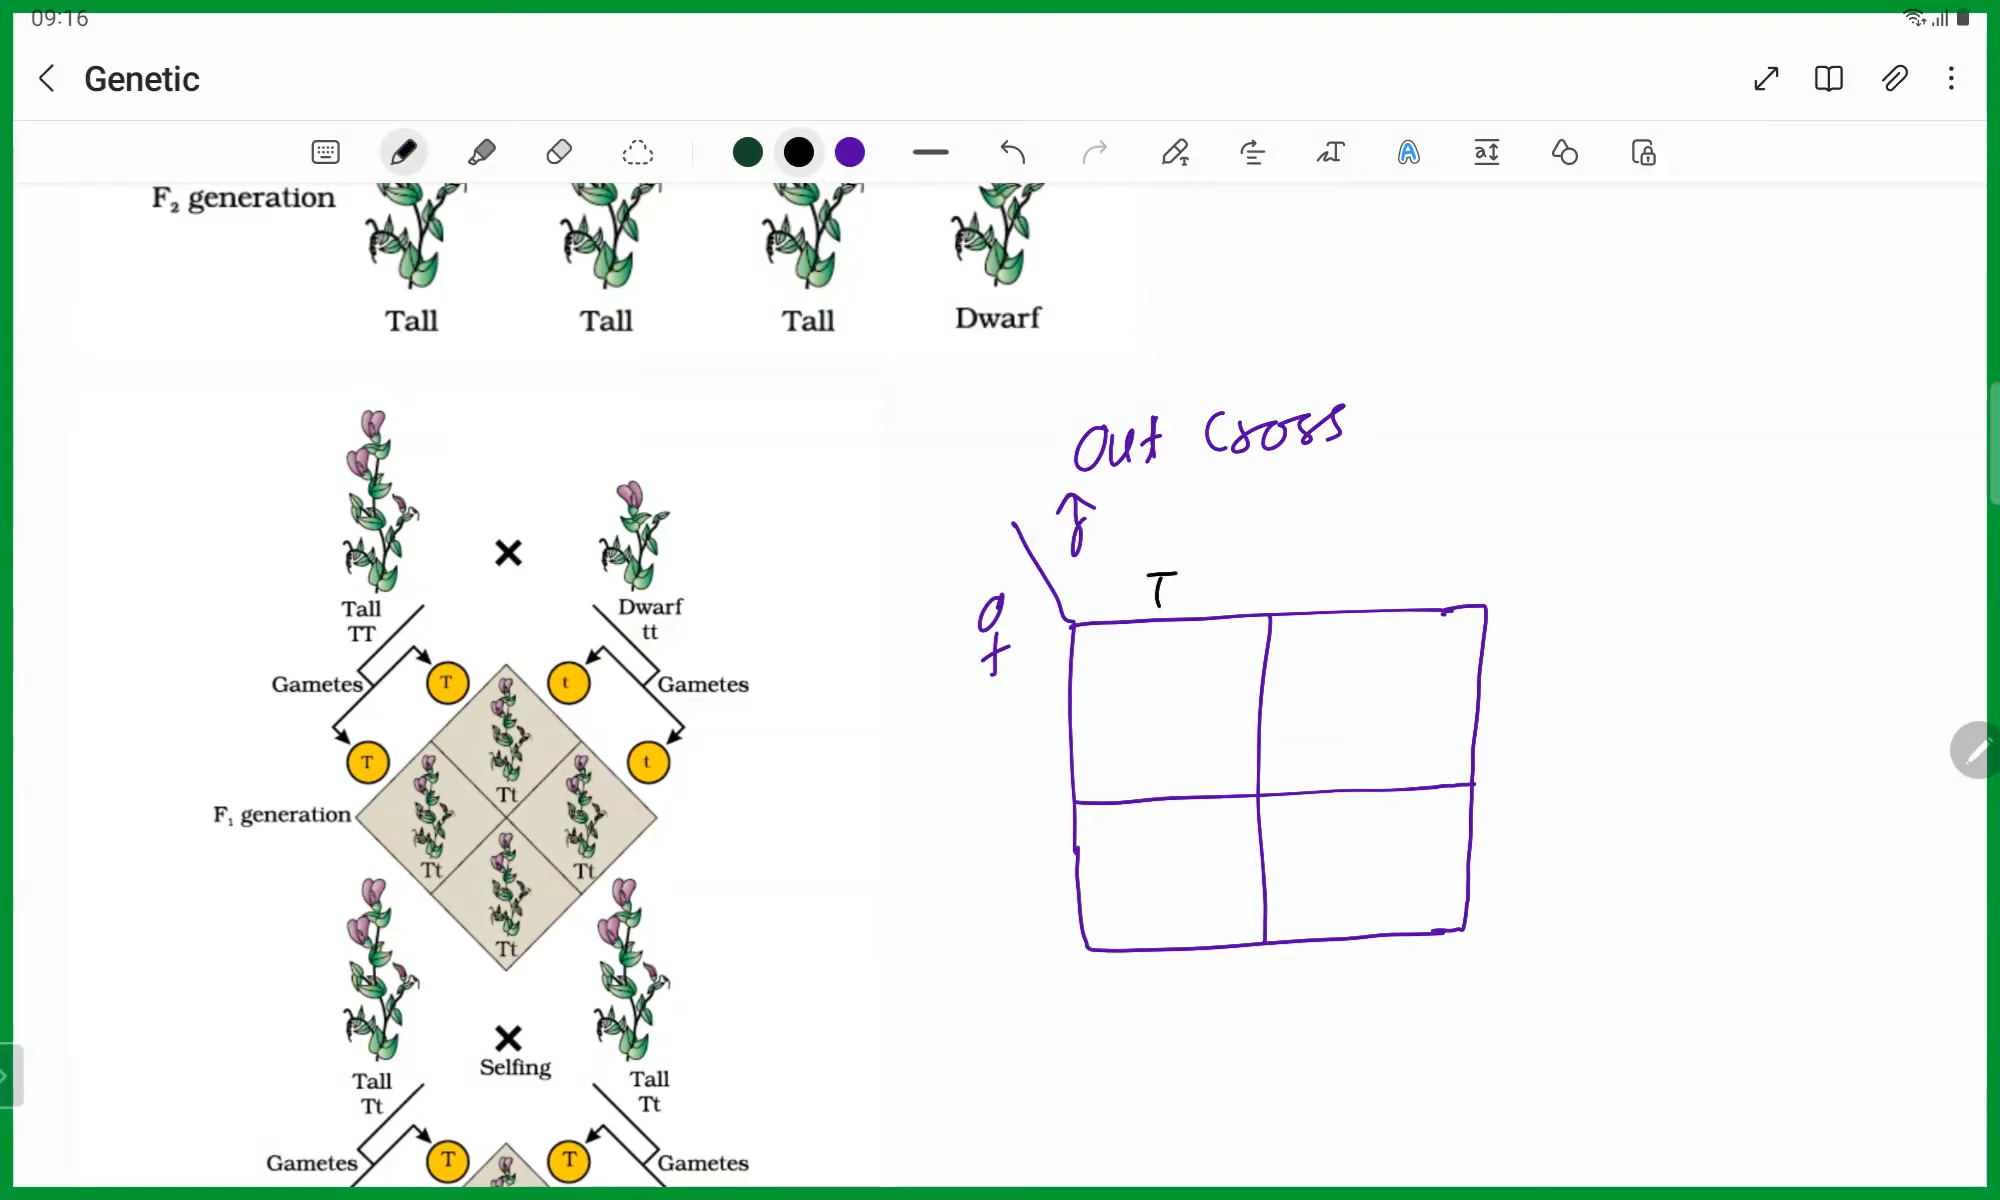 09:16
Genetic
F₂ generation
Tall Tall Tall Dwarf
Out Cross
♂
T
♀
Tall Dwarf
TT tt
Gametes T t Gametes
T t
Tt
F₁ generation
Tt Tt
Tt
Selfing
Tall Tall
Tt Tt
Gametes T T Gametes